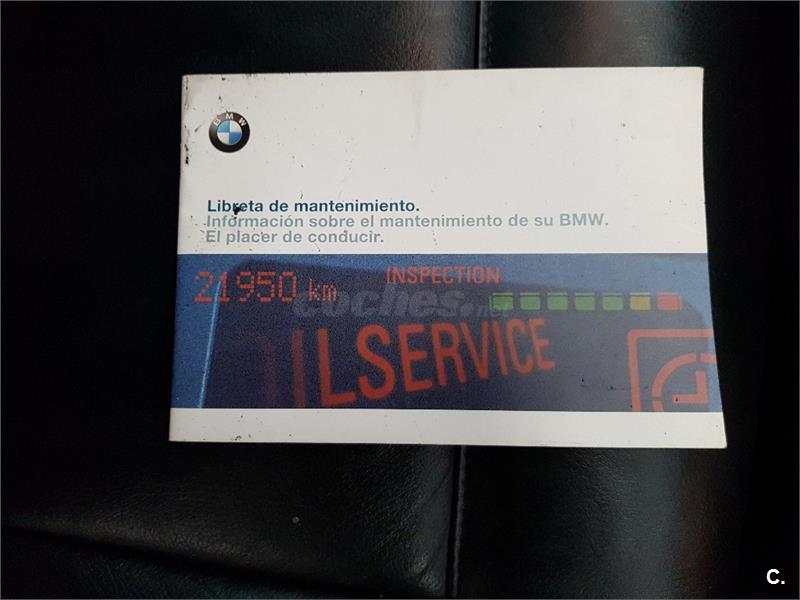 BMW
Libreta de mantenimiento.
Información sobre el mantenimiento de su BMW.
El placer de conducir.
INSPECTION
21950 km
coches.net
ILSERVICE
C.